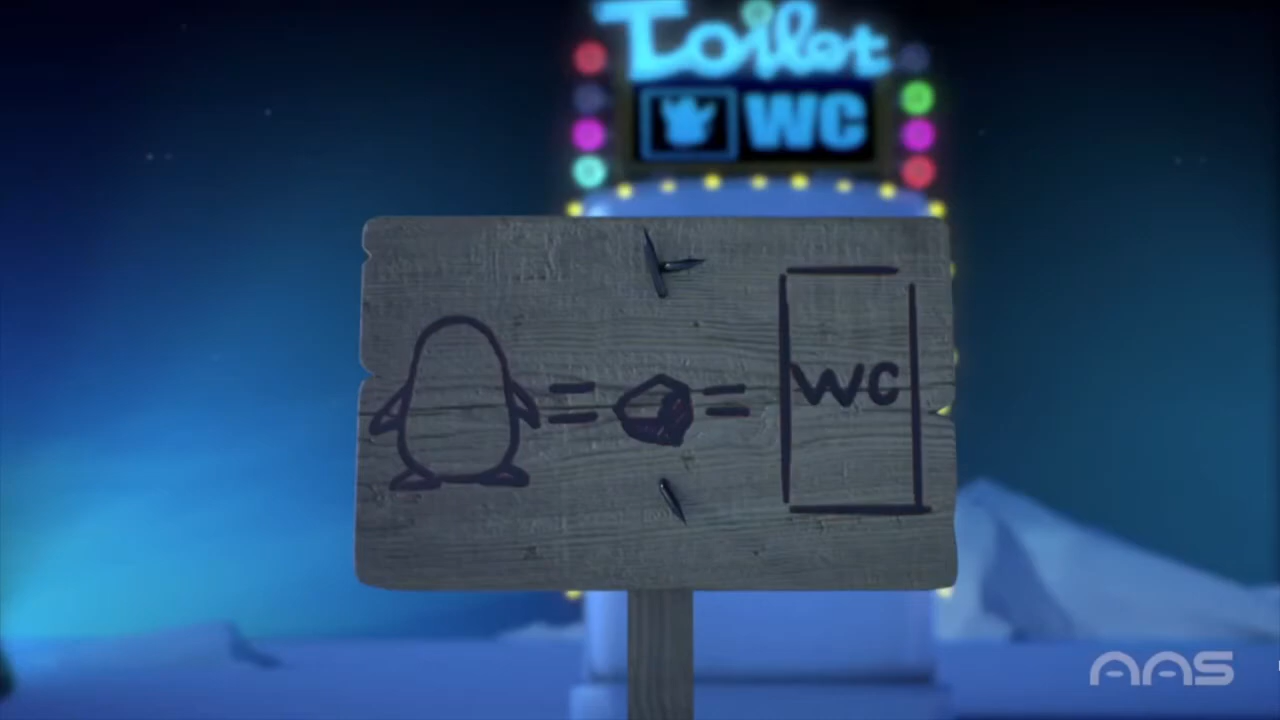 Toilet
WC
= = WC
AAS